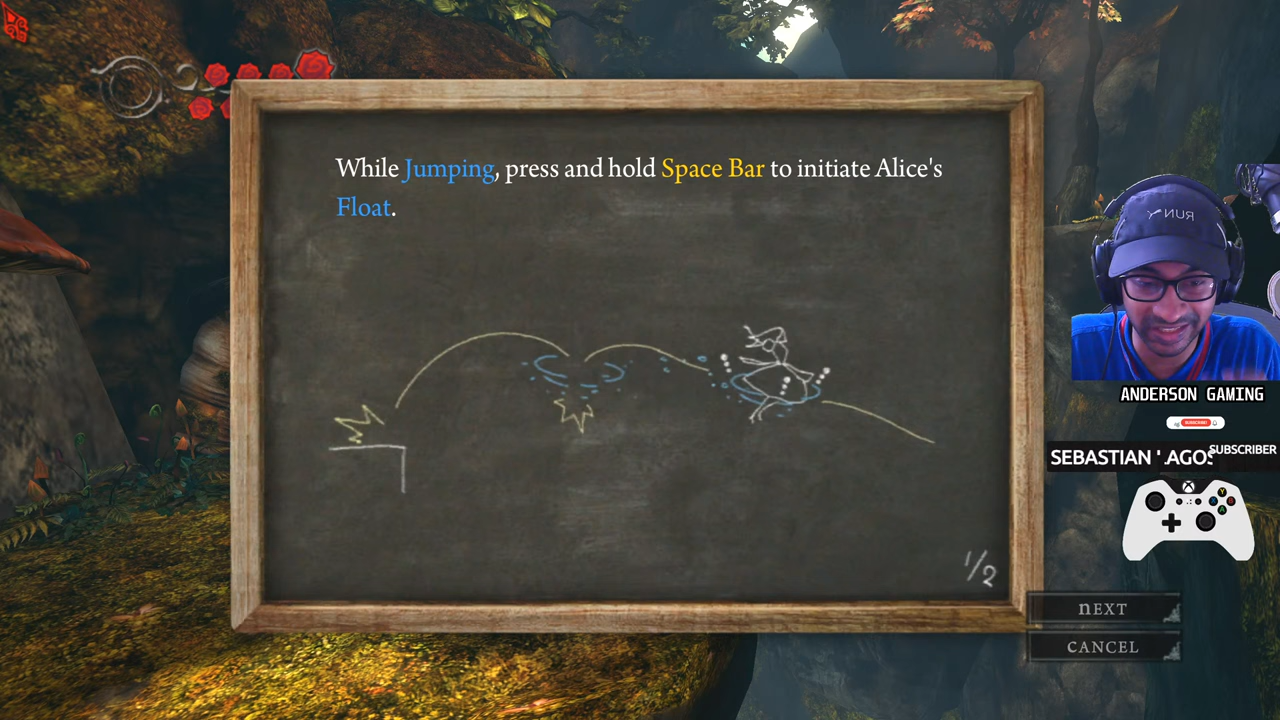 While Jumping, press and hold Space Bar to initiate Alice's
Float.
1/2
NEXT
CANCEL
RUN
ANDERSON GAMING
SUBSCRIBE
SEBASTIAN '.AGOS
SUBSCRIBER
X
Y
X
B
A